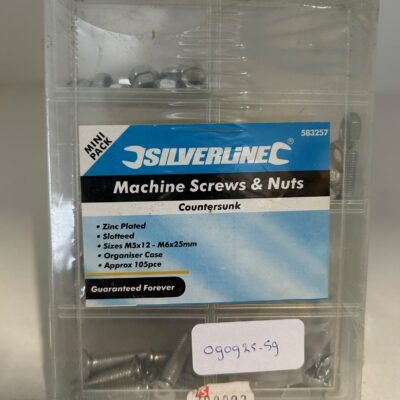 MINI
PACK
583257
SILVERLINE
Machine Screws & Nuts
Countersunk
• Zinc Plated
• Slotteed
• Sizes M5x12 - M6x25mm
• Organiser Case
• Approx 105pce
Guaranteed Forever
090925-59